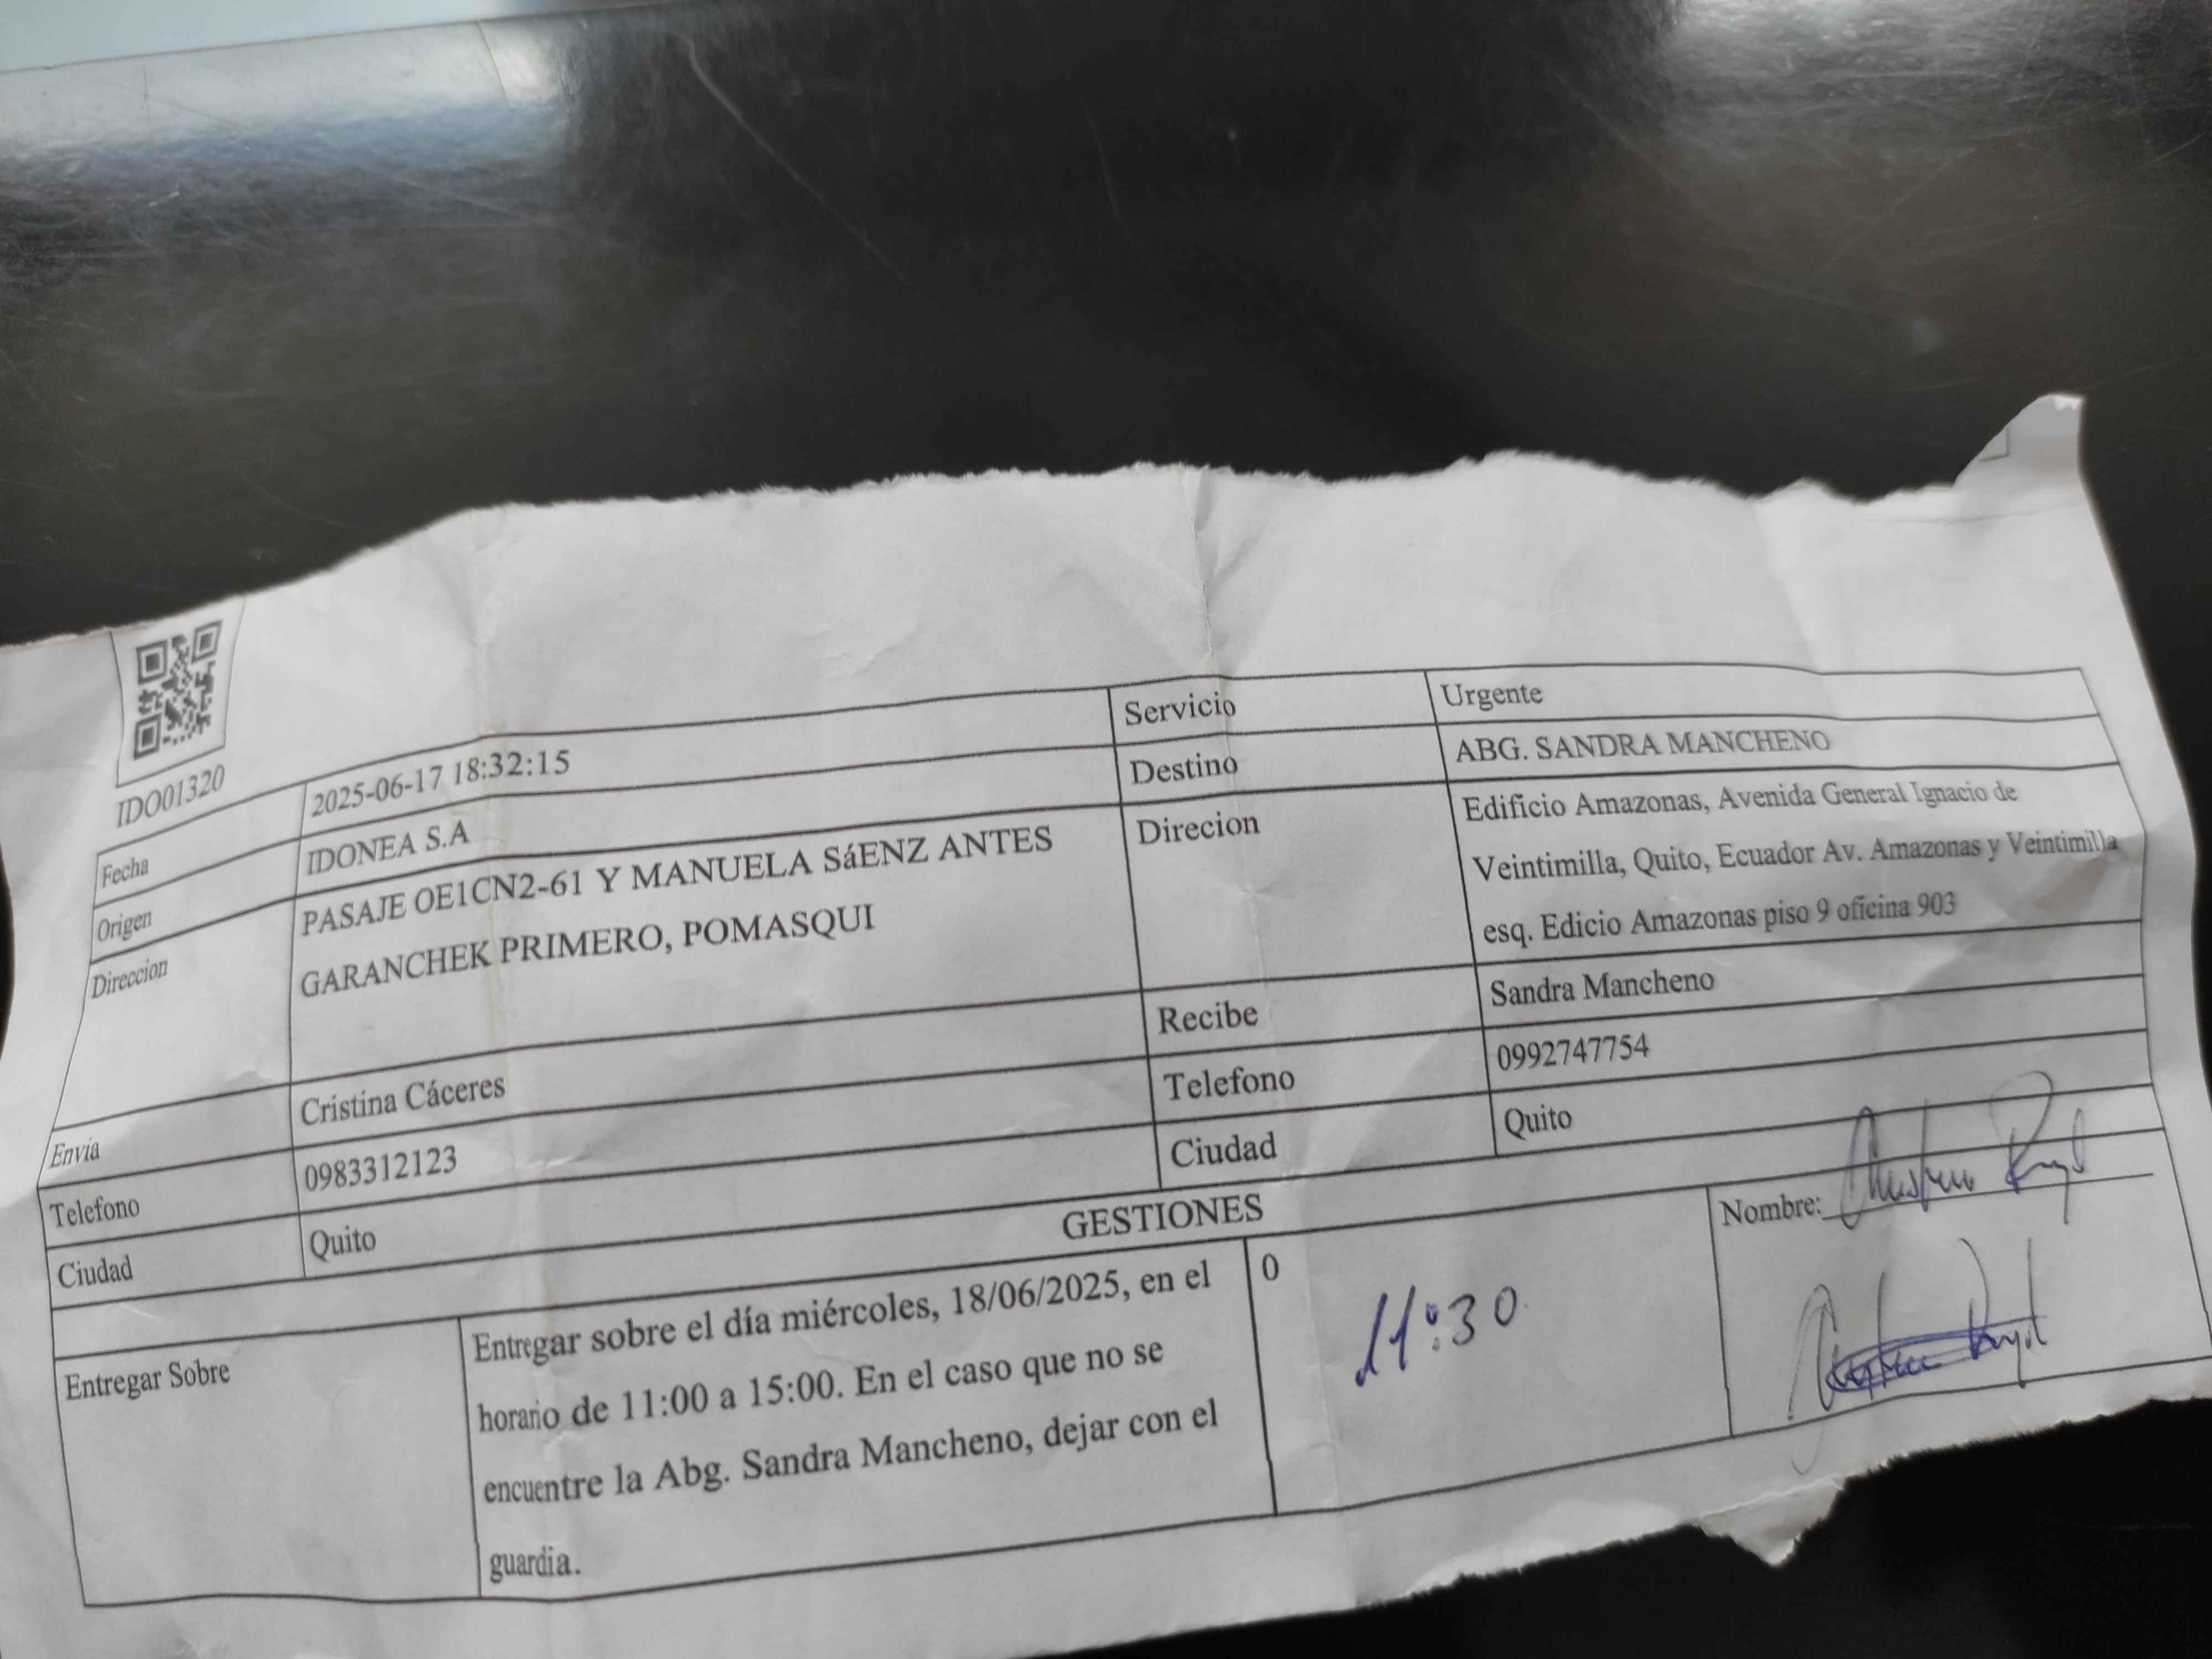 IDO01320
Fecha 2025-06-17 18:32:15 Servicio Urgente
Origen IDONEA S.A Destino ABG. SANDRA MANCHENO
Direccion PASAJE OE1CN2-61 Y MANUELA SáENZ ANTES
GARANCHEK PRIMERO, POMASQUI
Direcion Edificio Amazonas, Avenida General Ignacio de
Veintimilla, Quito, Ecuador Av. Amazonas y Veintimilla
esq. Edicio Amazonas piso 9 oficina 903
Envia Cristina Cáceres Recibe Sandra Mancheno
Telefono 0983312123 Telefono 0992747754
Ciudad Quito Ciudad Quito
GESTIONES
Entregar Sobre
Entregar sobre el día miércoles, 18/06/2025, en el
horario de 11:00 a 15:00. En el caso que no se
encuentre la Abg. Sandra Mancheno, dejar con el
guardia.
0
11:30
Nombre: